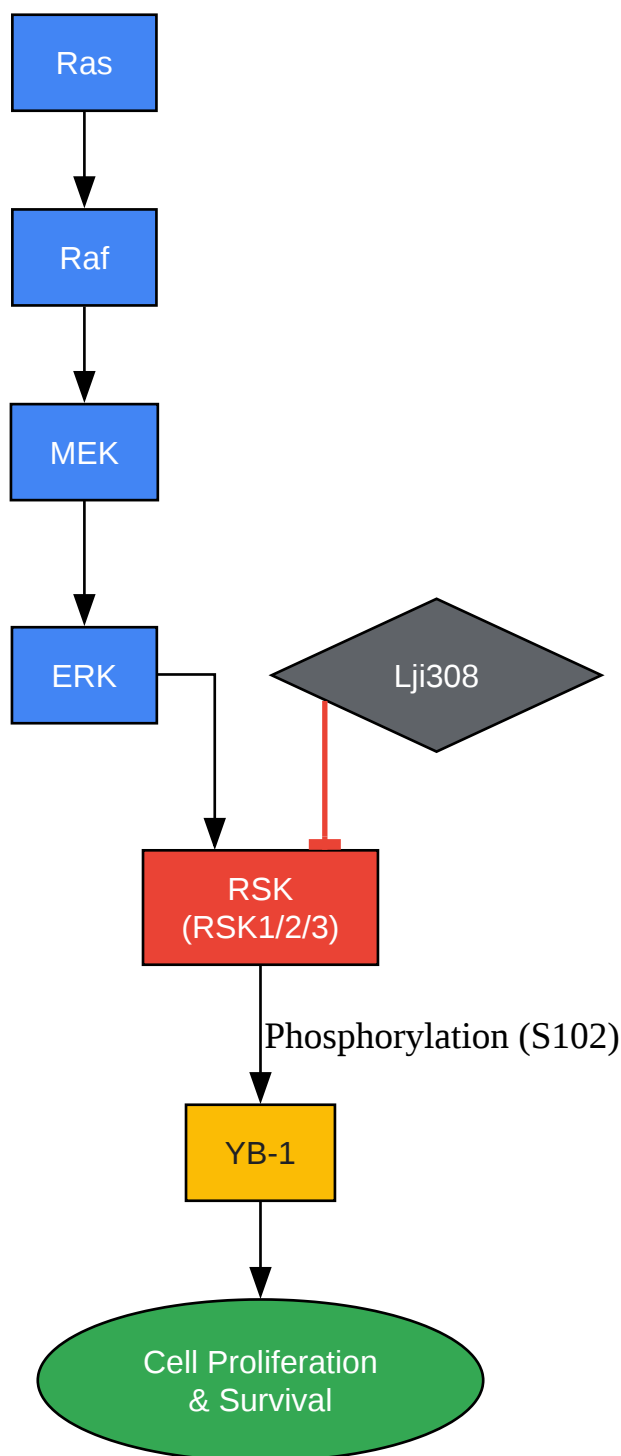 Ras
Raf
MEK
ERK
Lji308
RSK
(RSK1/2/3)
Phosphorylation (S102)
YB-1
Cell Proliferation
& Survival